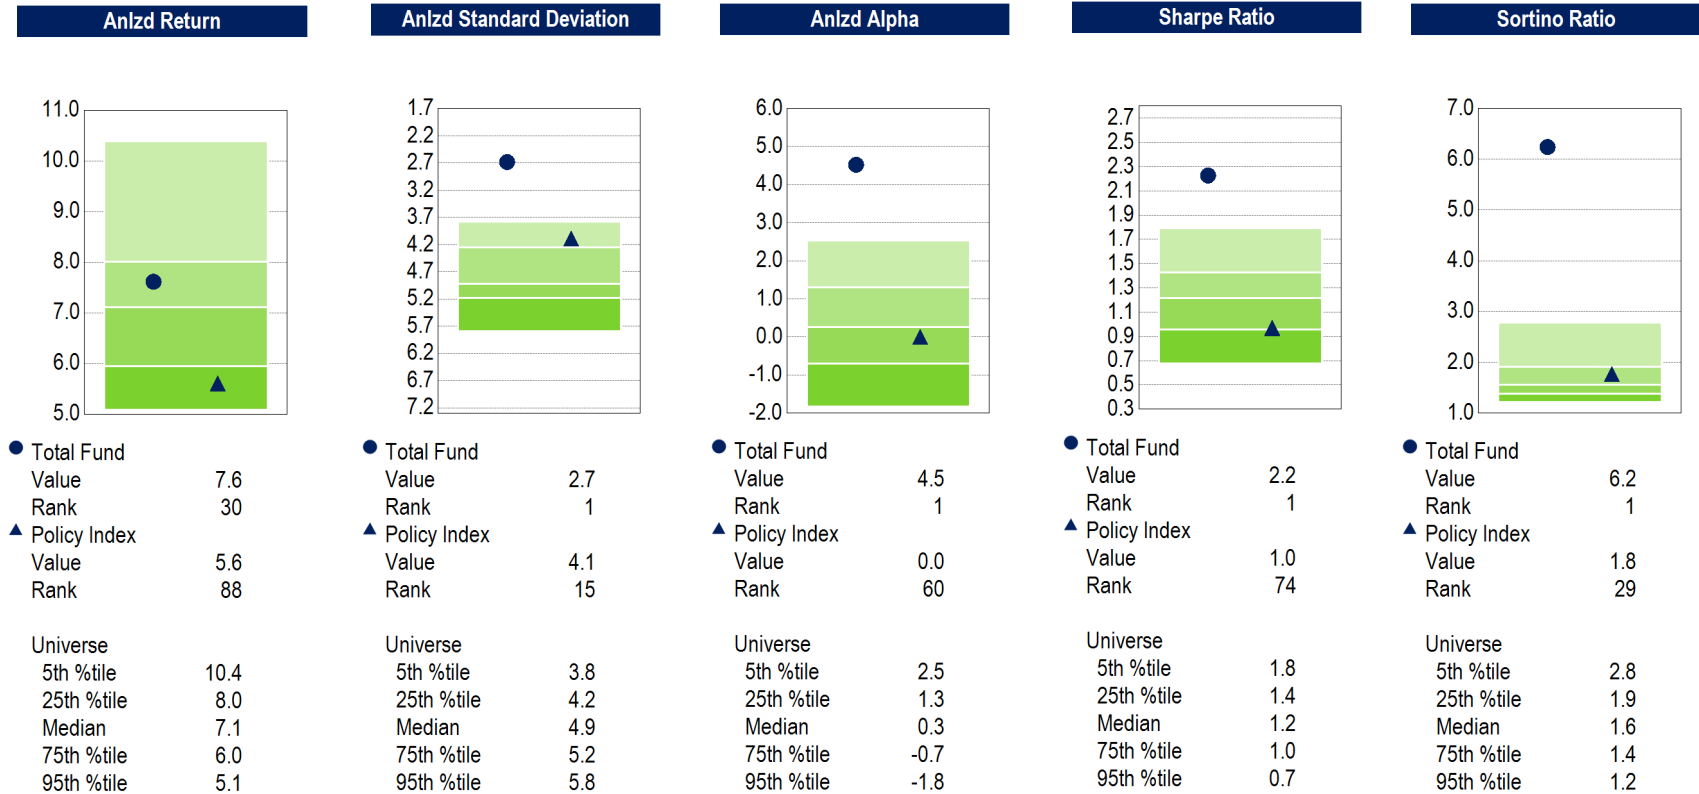 Anlzd Return
11.0
10.0
9.0
8.0
7.0
6.0
5.0
Total Fund
Value 7.6
Rank 30
Policy Index
Value 5.6
Rank 88
Universe
5th %tile 10.4
25th %tile 8.0
Median 7.1
75th %tile 6.0
95th %tile 5.1
Anlzd Standard Deviation
1.7
2.2
2.7
3.2
3.7
4.2
4.7
5.2
5.7
6.2
6.7
7.2
Total Fund
Value 2.7
Rank 1
Policy Index
Value 4.1
Rank 15
Universe
5th %tile 3.8
25th %tile 4.2
Median 4.9
75th %tile 5.2
95th %tile 5.8
Anlzd Alpha
6.0
5.0
4.0
3.0
2.0
1.0
0.0
-1.0
-2.0
Total Fund
Value 4.5
Rank 1
Policy Index
Value 0.0
Rank 60
Universe
5th %tile 2.5
25th %tile 1.3
Median 0.3
75th %tile -0.7
95th %tile -1.8
Sharpe Ratio
2.7
2.5
2.3
2.1
1.9
1.7
1.5
1.3
1.1
0.9
0.7
0.5
0.3
Total Fund
Value 2.2
Rank 1
Policy Index
Value 1.0
Rank 74
Universe
5th %tile 1.8
25th %tile 1.4
Median 1.2
75th %tile 1.0
95th %tile 0.7
Sortino Ratio
7.0
6.0
5.0
4.0
3.0
2.0
1.0
Total Fund
Value 6.2
Rank 1
Policy Index
Value 1.8
Rank 29
Universe
5th %tile 2.8
25th %tile 1.9
Median 1.6
75th %tile 1.4
95th %tile 1.2